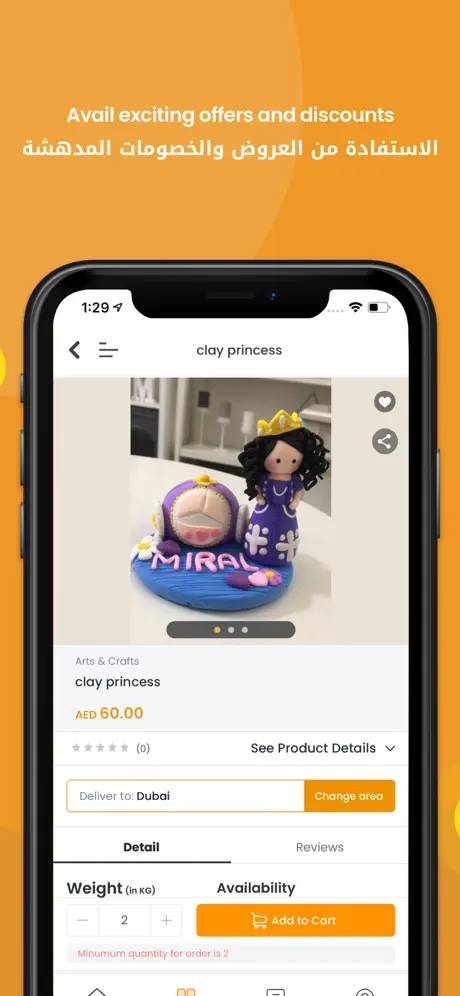 Avail exciting offers and discounts
الاستفادة من العروض والخصومات المدهشة
1:29
clay princess
MIRAL
Arts & Crafts
clay princess
AED 60.00
(0)
See Product Details
Deliver to: Dubai
Change area
Detail
Reviews
Weight (in KG)
Availability
2
Add to Cart
Minumum quantity for order is 2